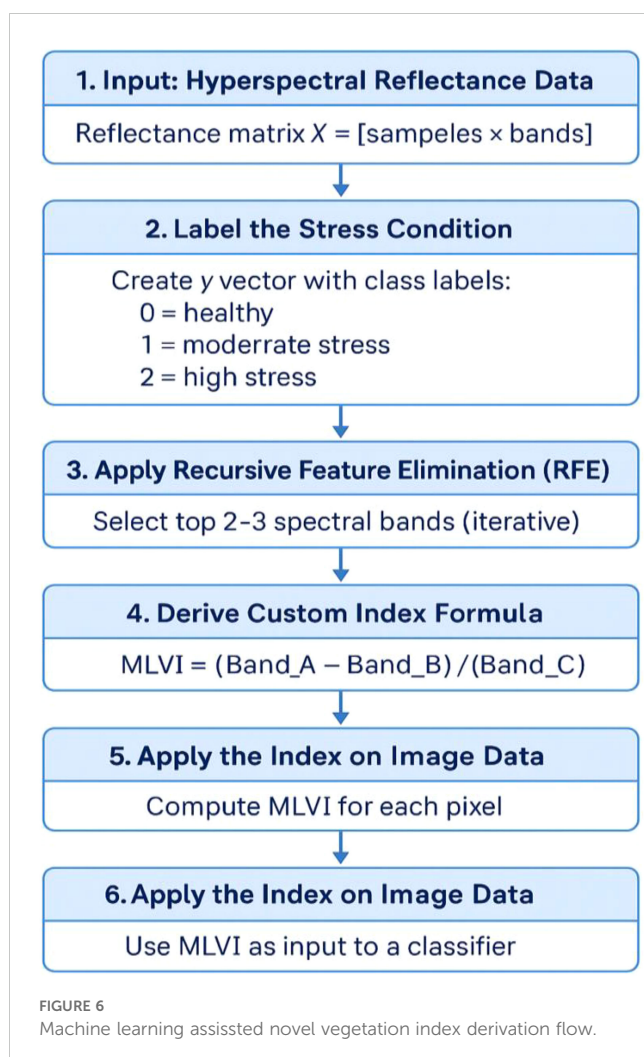 1. Input: Hyperspectral Reflectance Data
Reflectance matrix X = [sampeles × bands]
2. Label the Stress Condition
Create y vector with class labels:
0 = healthy
1 = moderrate stress
2 = high stress
3. Apply Recursive Feature Elimination (RFE)
Select top 2–3 spectral bands (iterative)
4. Derive Custom Index Formula
MLVI = (Band_A – Band_B)/(Band_C)
5. Apply the Index on Image Data
Compute MLVI for each pixel
6. Apply the Index on Image Data
Use MLVI as input to a classifier
FIGURE 6
Machine learning assissted novel vegetation index derivation flow.